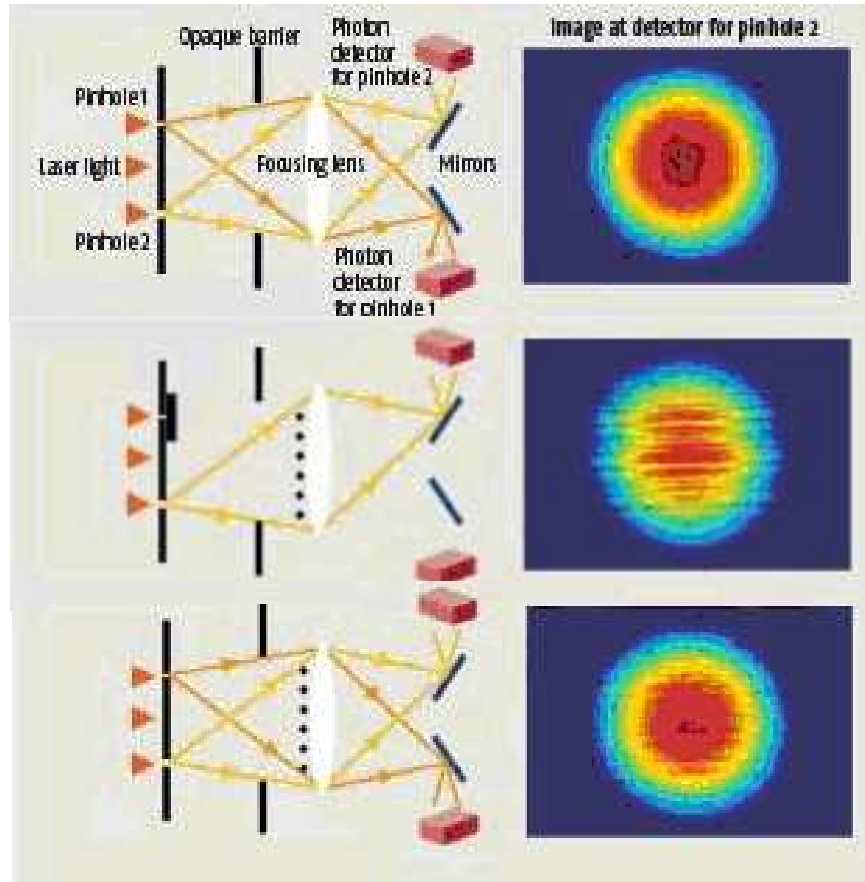 Opaque barrier
Photon
detector
for pinhole 2
Image at detector for pinhole 2
Pinhole 1
Laser light
Focusing lens
Mirrors
Pinhole 2
Photon
detector
for pinhole 1